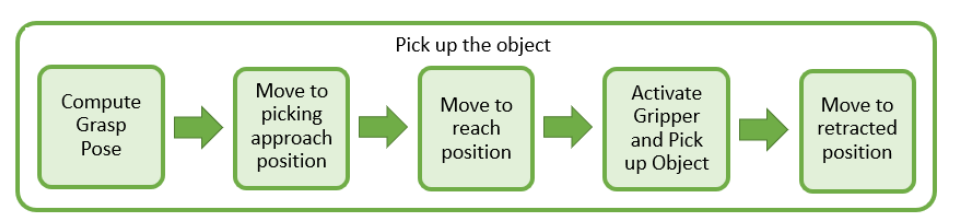 Pick up the object
Compute
Grasp
Pose
Move to
picking
approach
position
Move to
reach
position
Activate
Gripper
and Pick
up Object
Move to
retracted
position